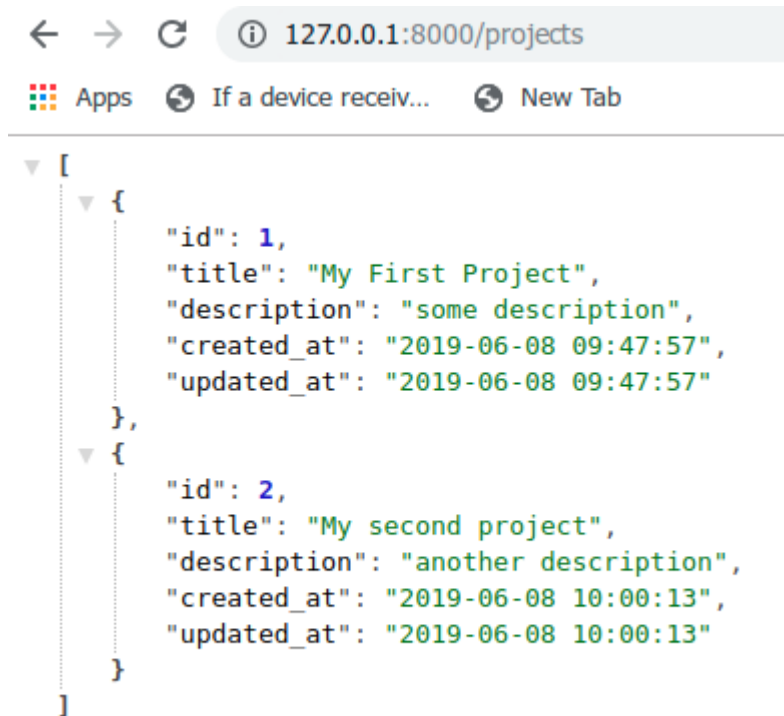 127.0.0.1:8000/projects
Apps If a device receiv... New Tab
[
{
"id": 1,
"title": "My First Project",
"description": "some description",
"created_at": "2019-06-08 09:47:57",
"updated_at": "2019-06-08 09:47:57"
},
{
"id": 2,
"title": "My second project",
"description": "another description",
"created_at": "2019-06-08 10:00:13",
"updated_at": "2019-06-08 10:00:13"
}
]